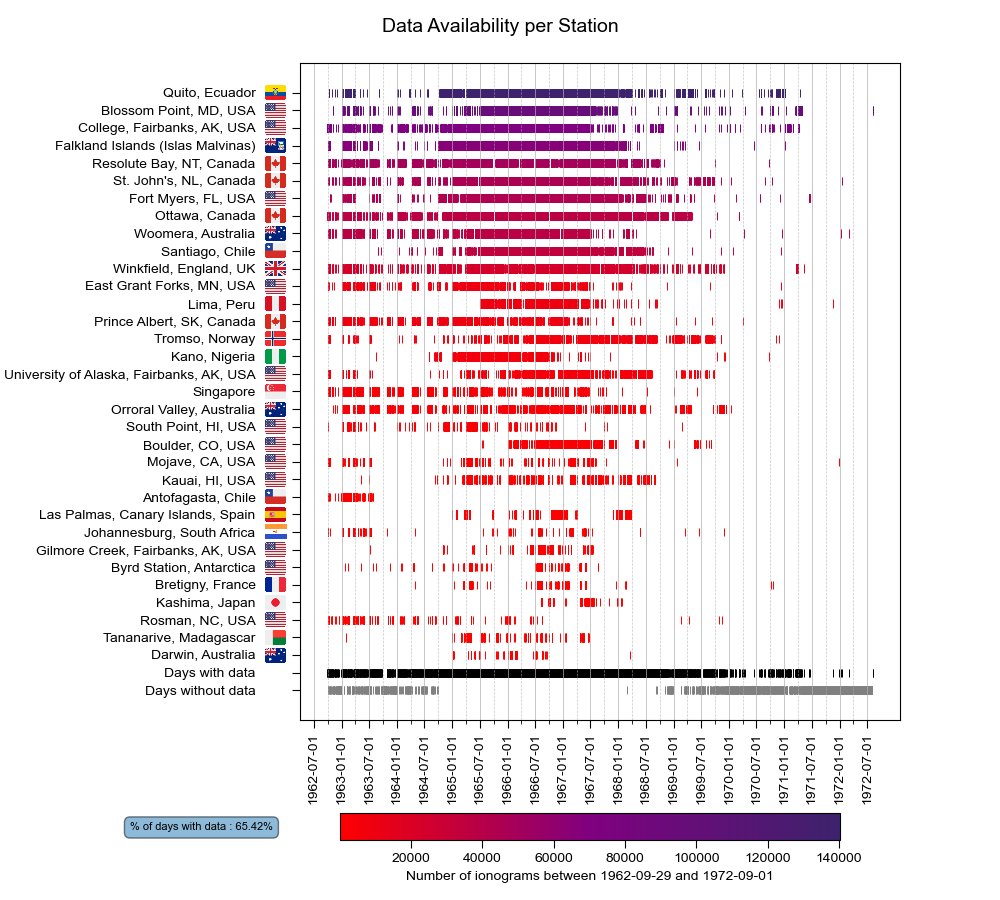 Data Availability per Station
Quito, Ecuador
Blossom Point, MD, USA
College, Fairbanks, AK, USA
Falkland Islands (Islas Malvinas)
Resolute Bay, NT, Canada
St. John's, NL, Canada
Fort Myers, FL, USA
Ottawa, Canada
Woomera, Australia
Santiago, Chile
Winkfield, England, UK
East Grant Forks, MN, USA
Lima, Peru
Prince Albert, SK, Canada
Tromso, Norway
Kano, Nigeria
University of Alaska, Fairbanks, AK, USA
Singapore
Orroral Valley, Australia
South Point, HI, USA
Boulder, CO, USA
Mojave, CA, USA
Kauai, HI, USA
Antofagasta, Chile
Las Palmas, Canary Islands, Spain
Johannesburg, South Africa
Gilmore Creek, Fairbanks, AK, USA
Byrd Station, Antarctica
Bretigny, France
Kashima, Japan
Rosman, NC, USA
Tananarive, Madagascar
Darwin, Australia
Days with data
Days without data
1962-07-01
1963-01-01
1963-07-01
1964-01-01
1964-07-01
1965-01-01
1965-07-01
1966-01-01
1966-07-01
1967-01-01
1967-07-01
1968-01-01
1968-07-01
1969-01-01
1969-07-01
1970-01-01
1970-07-01
1971-01-01
1971-07-01
1972-01-01
1972-07-01
% of days with data : 65.42%
20000 40000 60000 80000 100000 120000 140000
Number of ionograms between 1962-09-29 and 1972-09-01